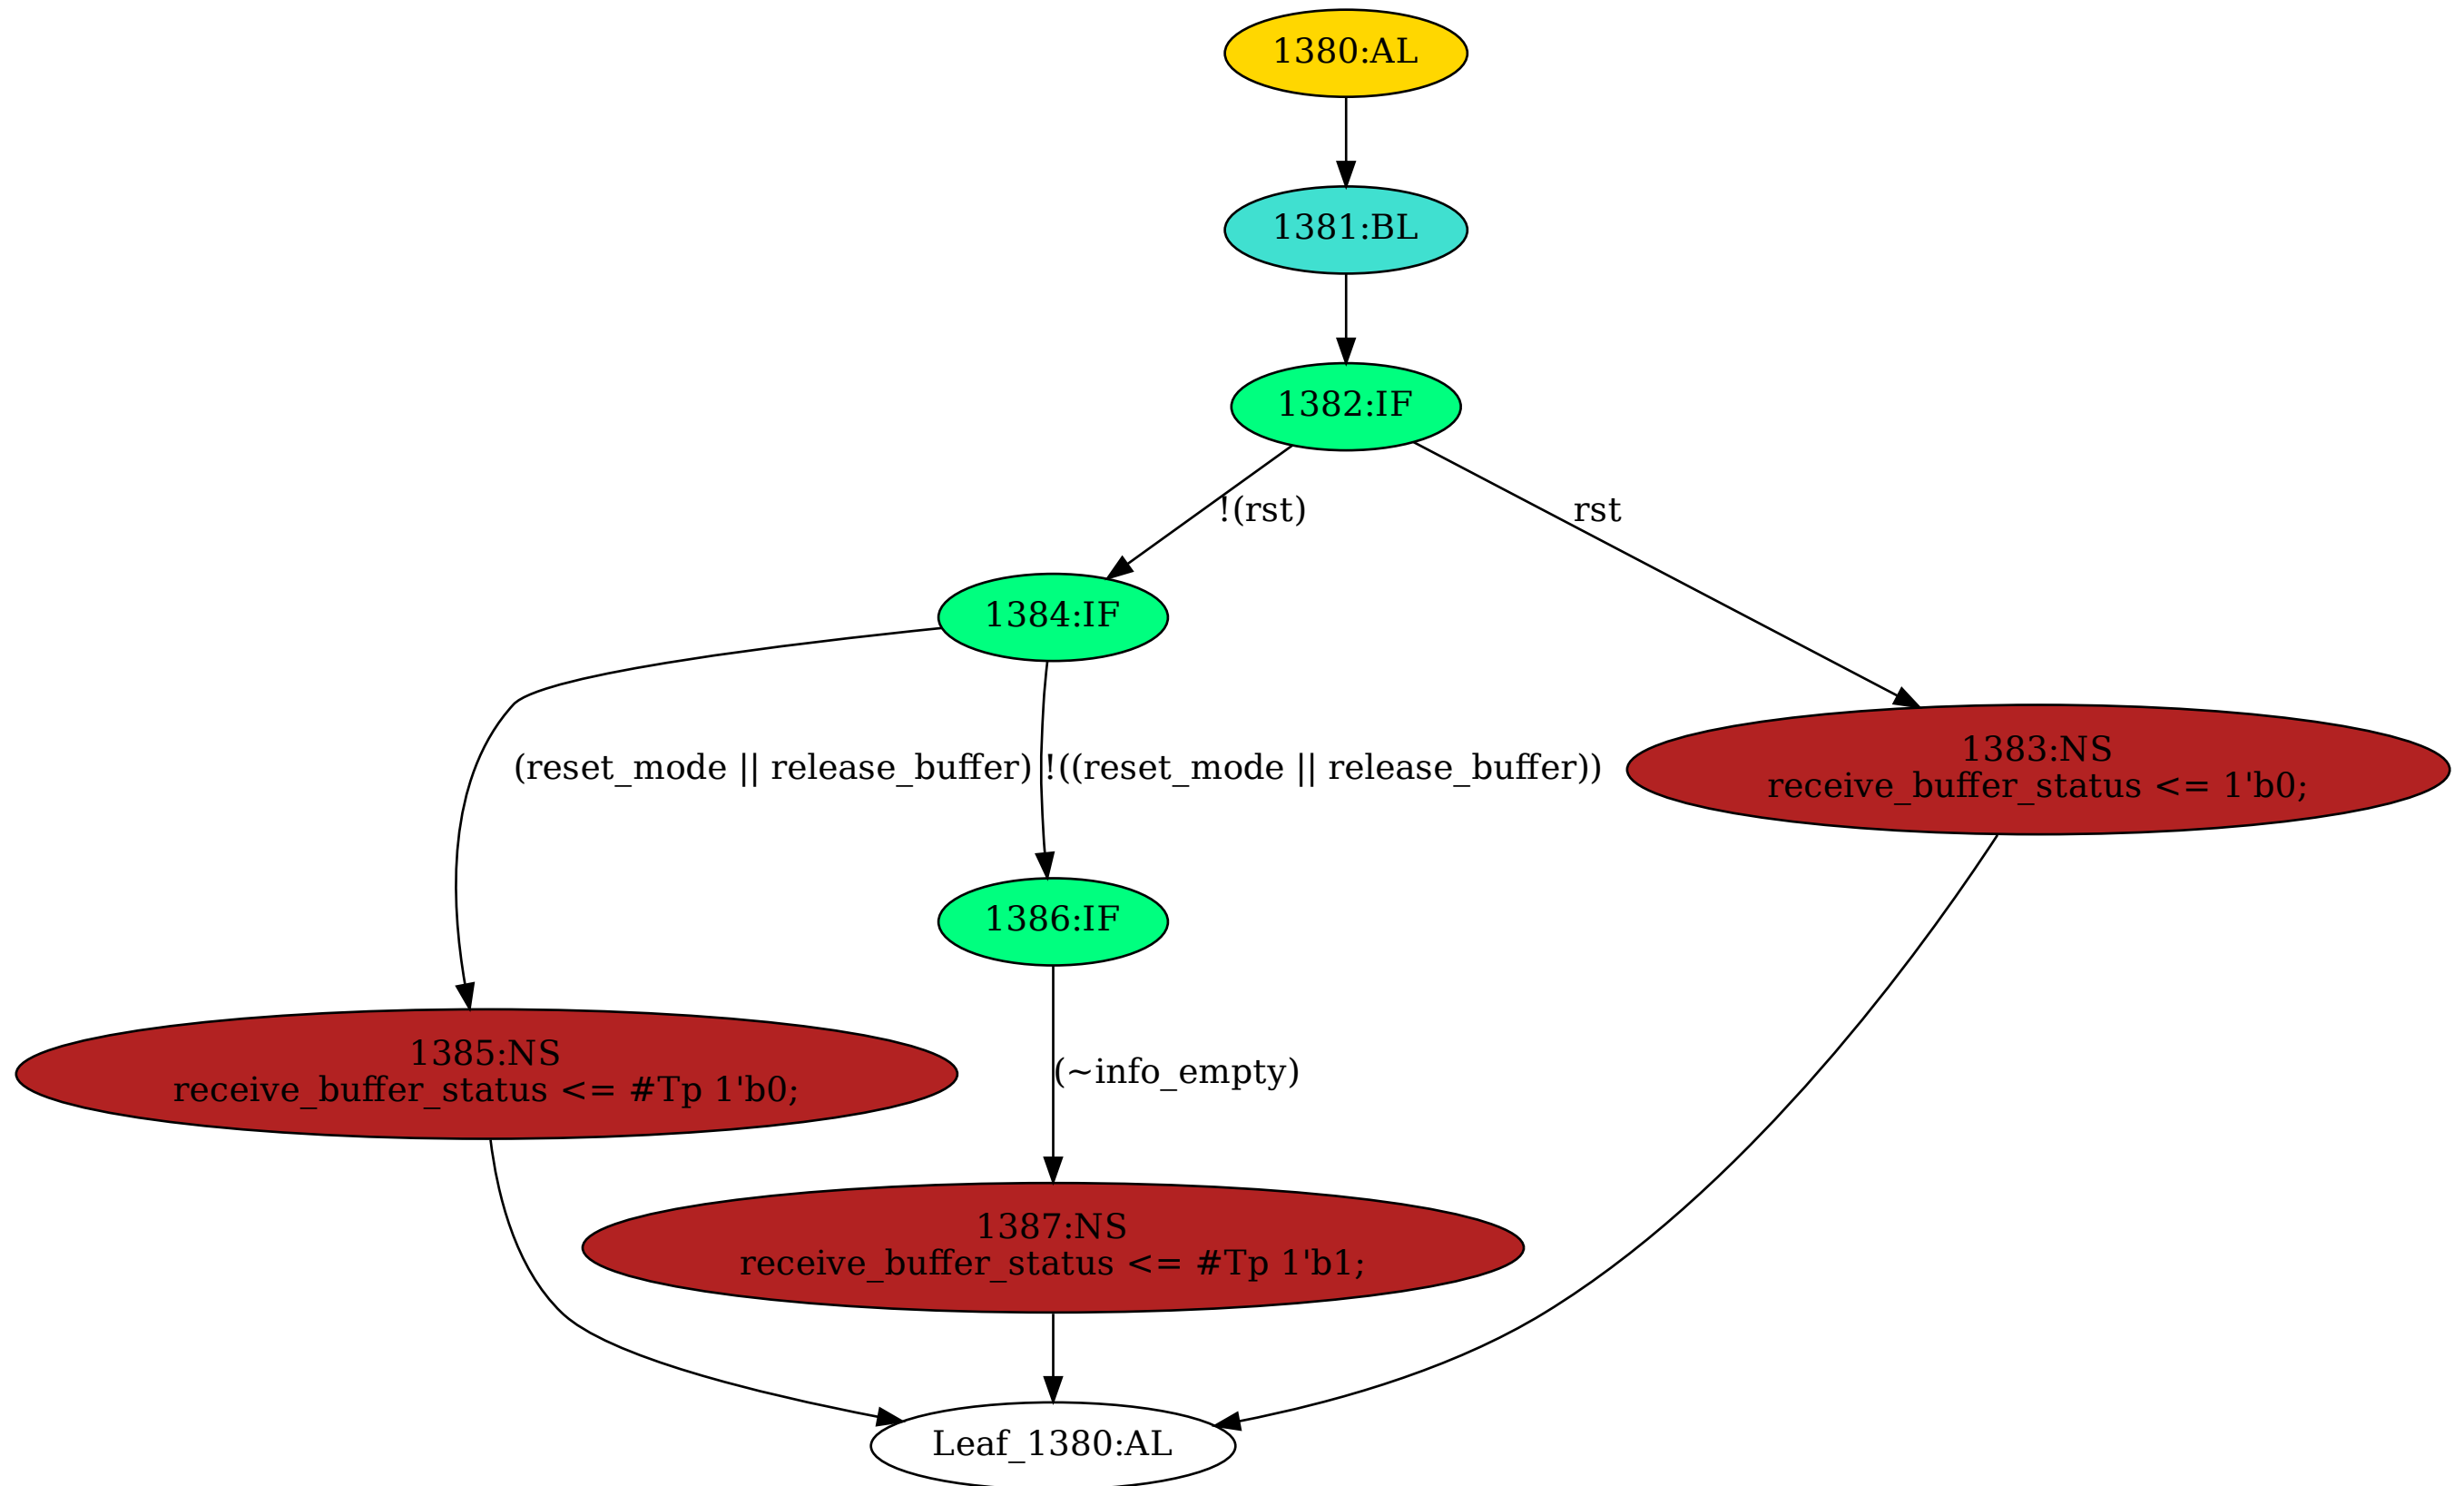 1380:AL
1381:BL
1382:IF
!(rst)
rst
1384:IF
(reset_mode || release_buffer)
!((reset_mode || release_buffer))
1383:NS
receive_buffer_status <= 1'b0;
1386:IF
(~info_empty)
1385:NS
receive_buffer_status <= #Tp 1'b0;
1387:NS
receive_buffer_status <= #Tp 1'b1;
Leaf_1380:AL